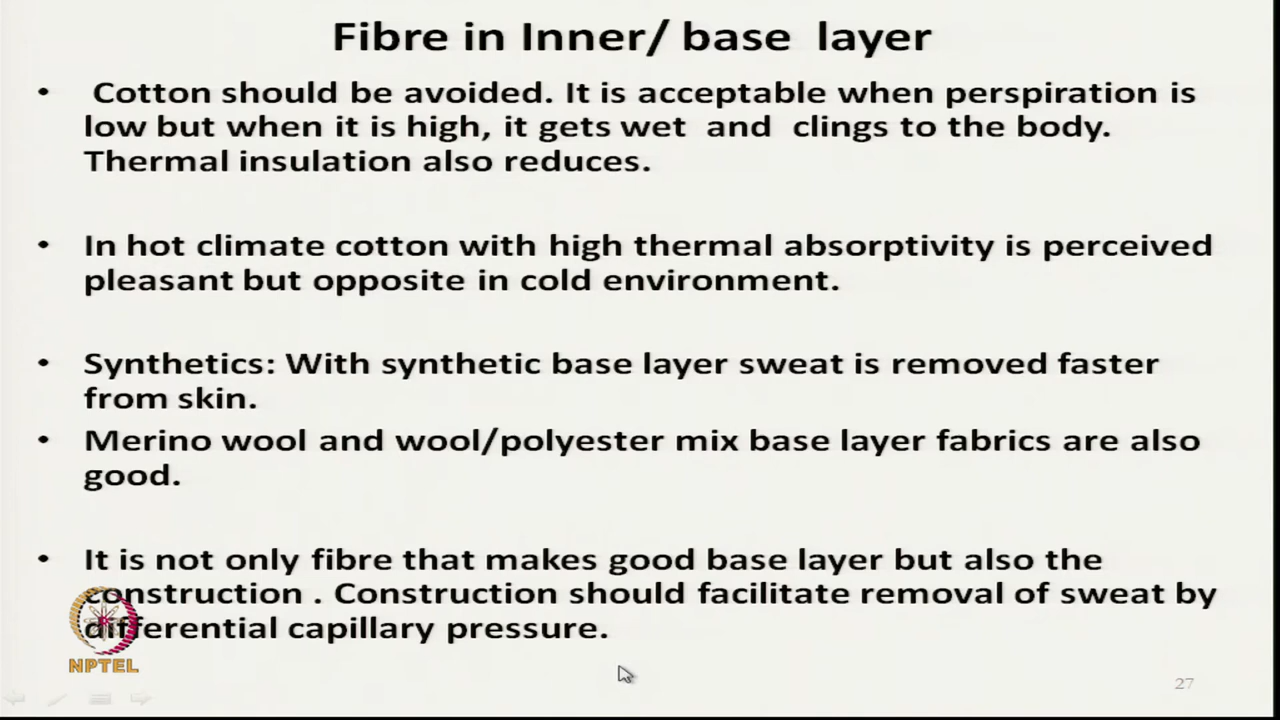 Fibre in Inner/ base layer
• Cotton should be avoided. It is acceptable when perspiration is
low but when it is high, it gets wet and clings to the body.
Thermal insulation also reduces.
• In hot climate cotton with high thermal absorptivity is perceived
pleasant but opposite in cold environment.
• Synthetics: With synthetic base layer sweat is removed faster
from skin.
• Merino wool and wool/polyester mix base layer fabrics are also
good.
• It is not only fibre that makes good base layer but also the
construction . Construction should facilitate removal of sweat by
differential capillary pressure.
NPTEL
27